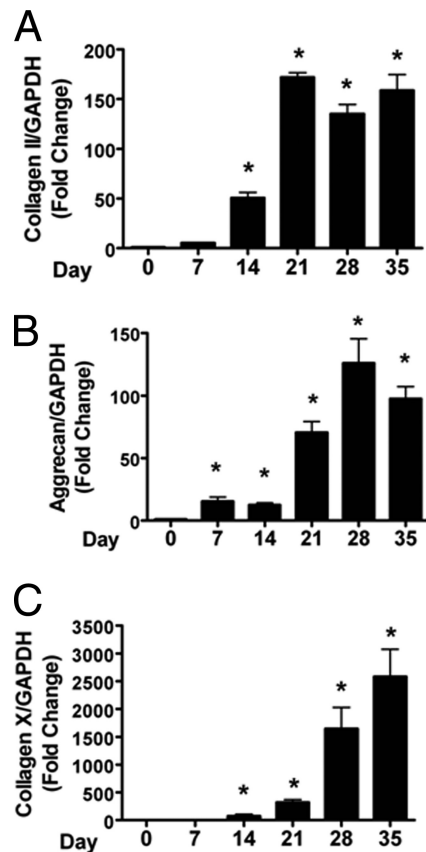 A
Collagen II/GAPDH
(Fold Change)
200
150
100
50
0
* * * *
Day 0 7 14 21 28 35
B
Aggrecan/GAPDH
(Fold Change)
150
100
50
0
* * * * *
Day 0 7 14 21 28 35
C
Collagen X/GAPDH
(Fold Change)
3500
3000
2500
2000
1500
1000
500
0
* * * *
Day 0 7 14 21 28 35